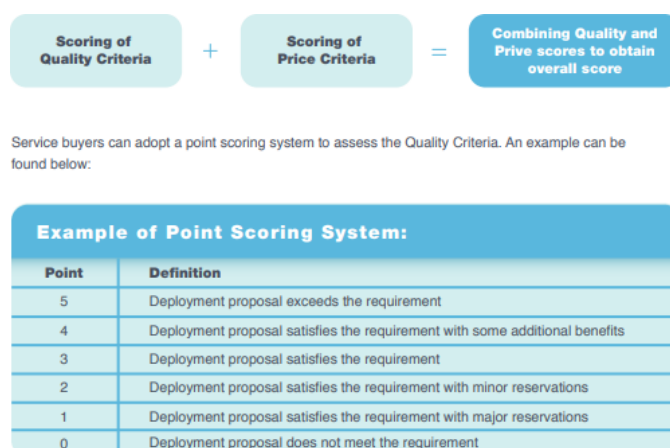 Scoring of
Quality Criteria
+
Scoring of
Price Criteria
=
Combining Quality and
Prive scores to obtain
overall score
Service buyers can adopt a point scoring system to assess the Quality Criteria. An example can be
found below:
Example of Point Scoring System:
Point Definition
5 Deployment proposal exceeds the requirement
4 Deployment proposal satisfies the requirement with some additional benefits
3 Deployment proposal satisfies the requirement
2 Deployment proposal satisfies the requirement with minor reservations
1 Deployment proposal satisfies the requirement with major reservations
0 Deployment proposal does not meet the requirement